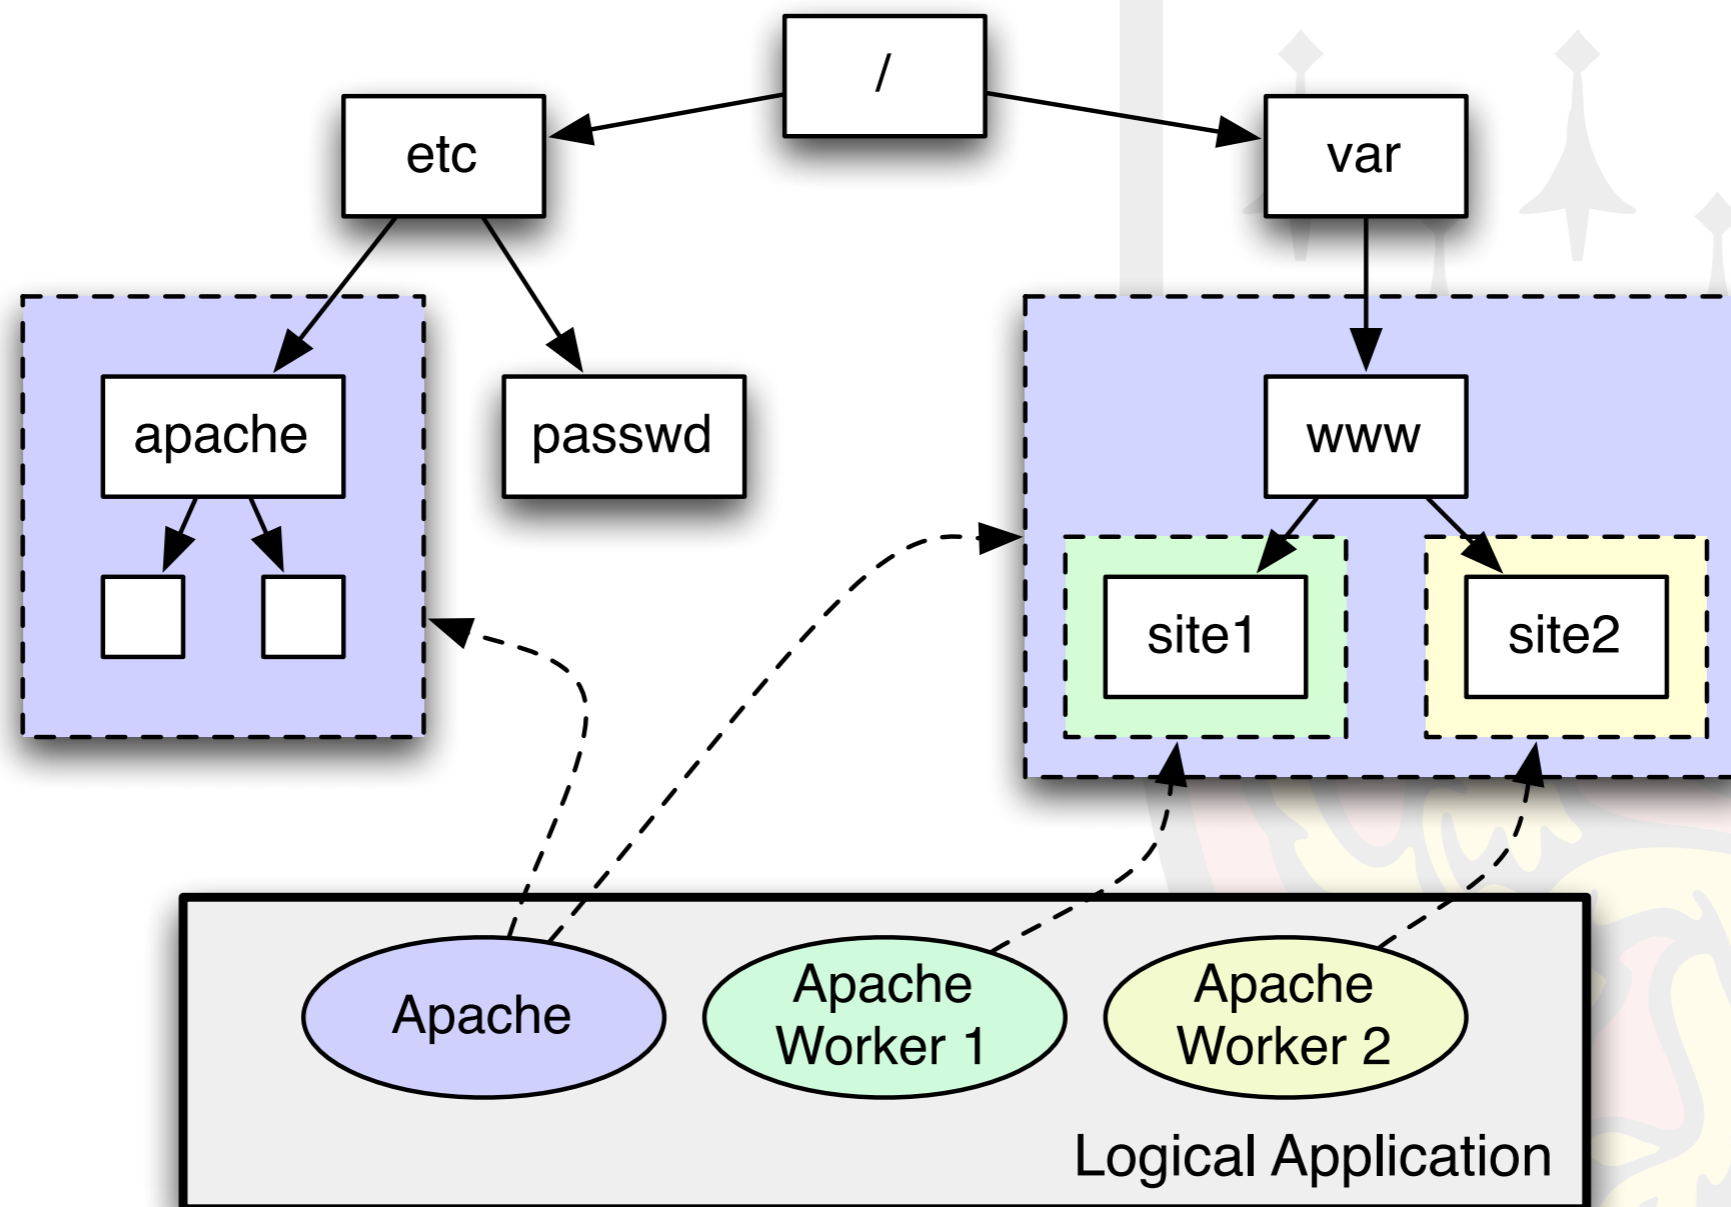 /
etc
var
apache
passwd
www
site1
site2
Apache
Apache
Worker 1
Apache
Worker 2
Logical Application